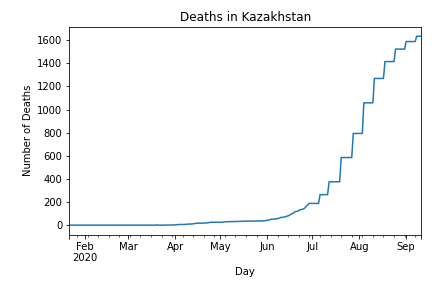 Deaths in Kazakhstan
Number of Deaths
1600
1400
1200
1000
800
600
400
200
0
Feb Mar Apr May Jun Jul Aug Sep
2020
Day